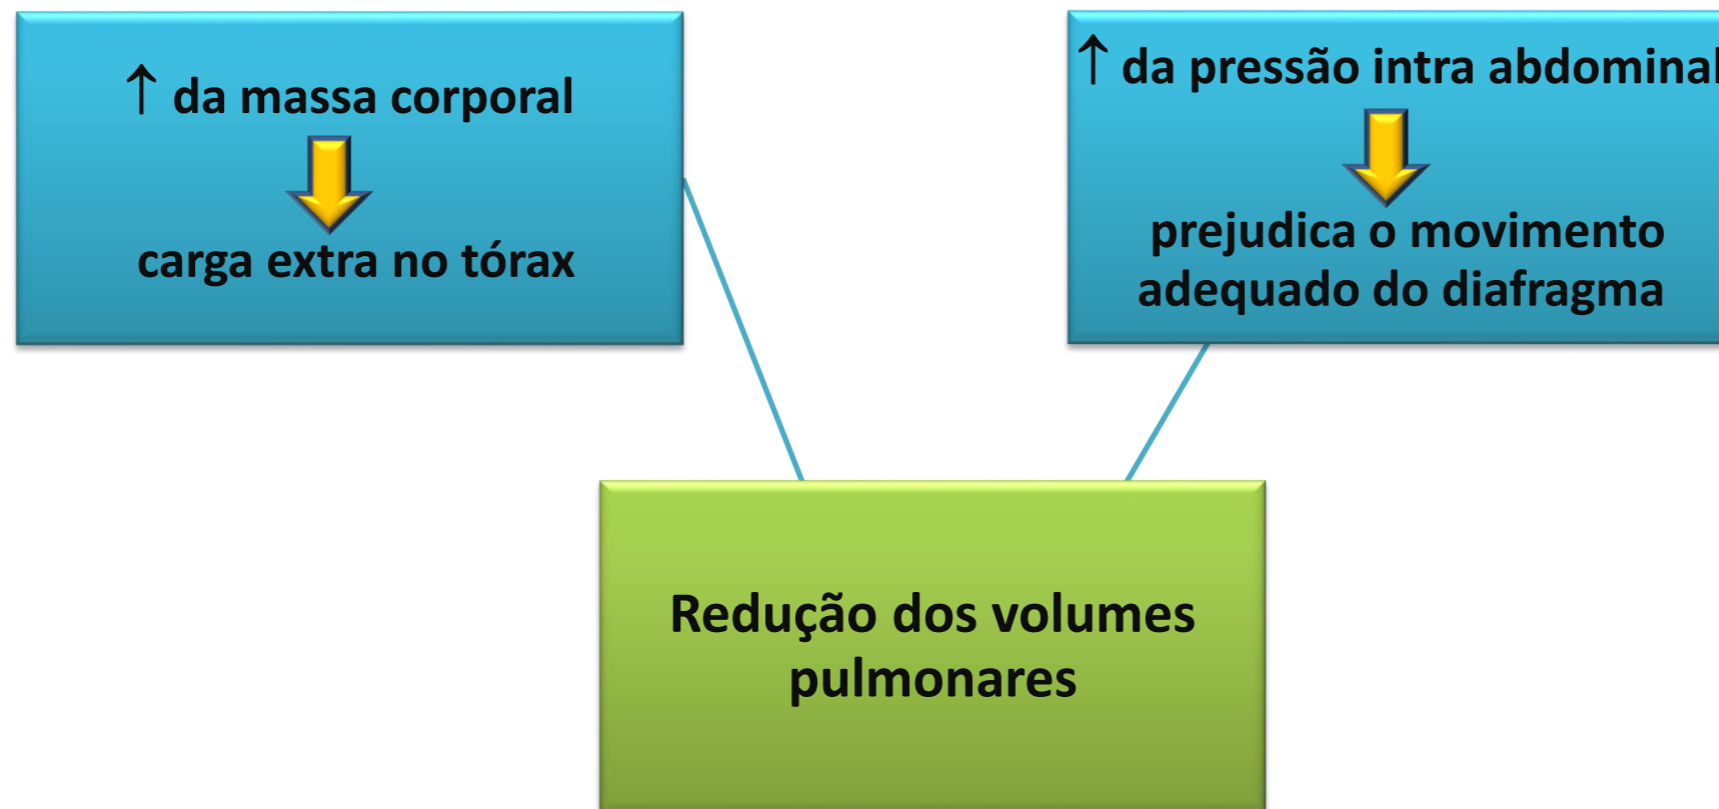 ↑ da massa corporal
carga extra no tórax
↑ da pressão intra abdominal
prejudica o movimento
adequado do diafragma
Redução dos volumes
pulmonares